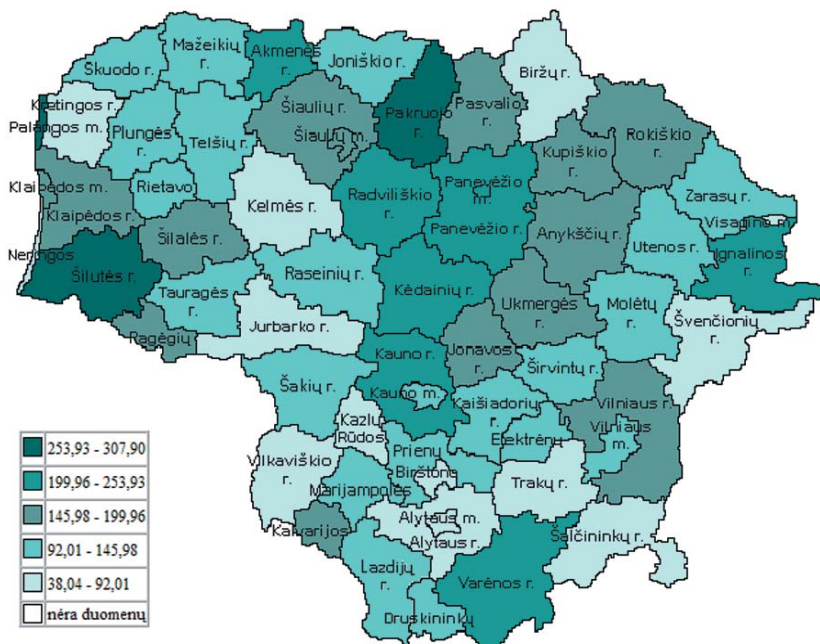 Mažeikių
r.
Akmenės
r.
Skuodo r.
Joniškio r.
Biržų r.
Kretingos r.
Palangos m.
Plungės
r.
Telšių r.
Šiaulių r.
Šiaulių m.
Pakruojo
r.
Pasvalio
r.
Rokiškio
r.
Kupiškio
r.
Klaipėdos m.
Klaipėdos r.
Rietavo
Kelmės r.
Radviliškio
r.
Panevėžio
m.
Panevėžio r.
Anykščių r.
Zarasų r.
Visagino m.
Utenos r.
Ignalinos
r.
Neringos
Šilutės r.
Šilalės r.
Tauragės
r.
Raseinių r.
Kėdainių r.
Ukmergės
r.
Molėtų
r.
Švenčionių
r.
Pagėgių
Jurbarko r.
Kauno r.
Kauno m.
Jonavos
r.
Širvintų r.
Šakių r.
Kaišiadorių
r.
Elektrėnų
Vilniaus r.
Vilniaus
m.
Kazlų
Rūdos
Prienų
r.
Birštono
Vilkaviškio
r.
Marijampolės
Trakų r.
Alytaus m.
Alytaus r.
Kalvarijos
Šalčininkų r.
Lazdijų
r.
Varėnos r.
Druskininkų
253,93 - 307,90
199,96 - 253,93
145,98 - 199,96
92,01 - 145,98
38,04 - 92,01
nėra duomenų